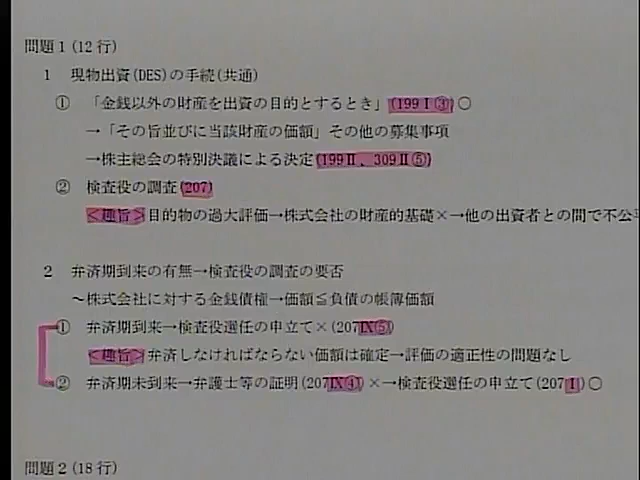 問題1(12行)
1 現物出資(DES)の手続(共通)
① 「金銭以外の財産を出資の目的とするとき」(199Ⅰ③)○
→「その旨並びに当該財産の価額」その他の募集事項
→株主総会の特別決議による決定(199Ⅱ、309Ⅱ⑤)
② 検査役の調査(207)
<趣旨>目的物の過大評価→株式会社の財産的基礎×→他の出資者との間で不公
2 弁済期到来の有無→検査役の調査の要否
～株式会社に対する金銭債権→価額≦負債の帳簿価額
① 弁済期到来→検査役選任の申立て×(207Ⅸ⑤)
<趣旨>弁済しなければならない価額は確定→評価の適正性の問題なし
② 弁済期未到来→弁護士等の証明(207Ⅸ④)×→検査役選任の申立て(207Ⅰ)○
問題2(18行)